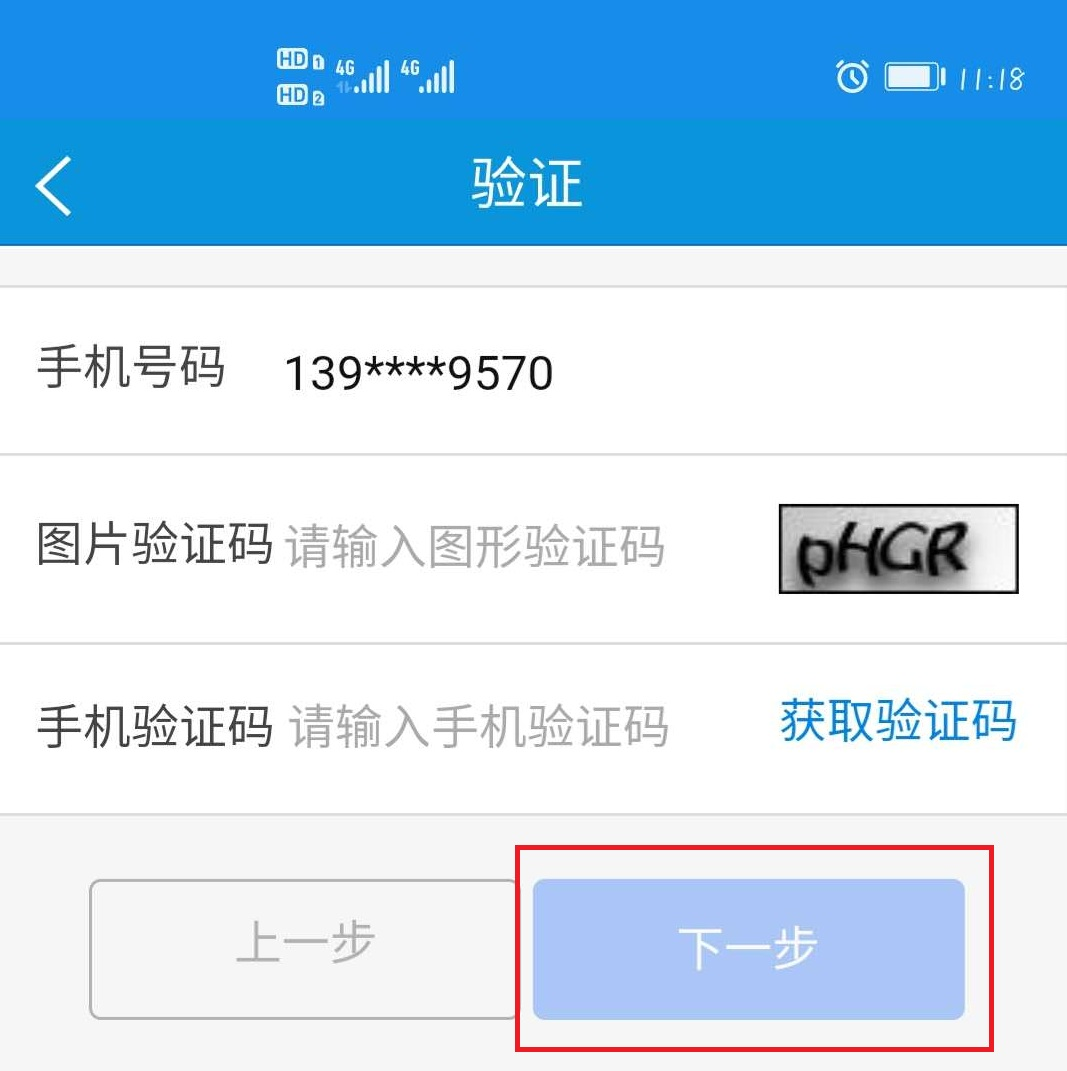 HD 1 4G 4G 11:18
HD 2
验证
手机号码 139****9570
图片验证码 请输入图形验证码 pHGR
手机验证码 请输入手机验证码 获取验证码
上一步 下一步